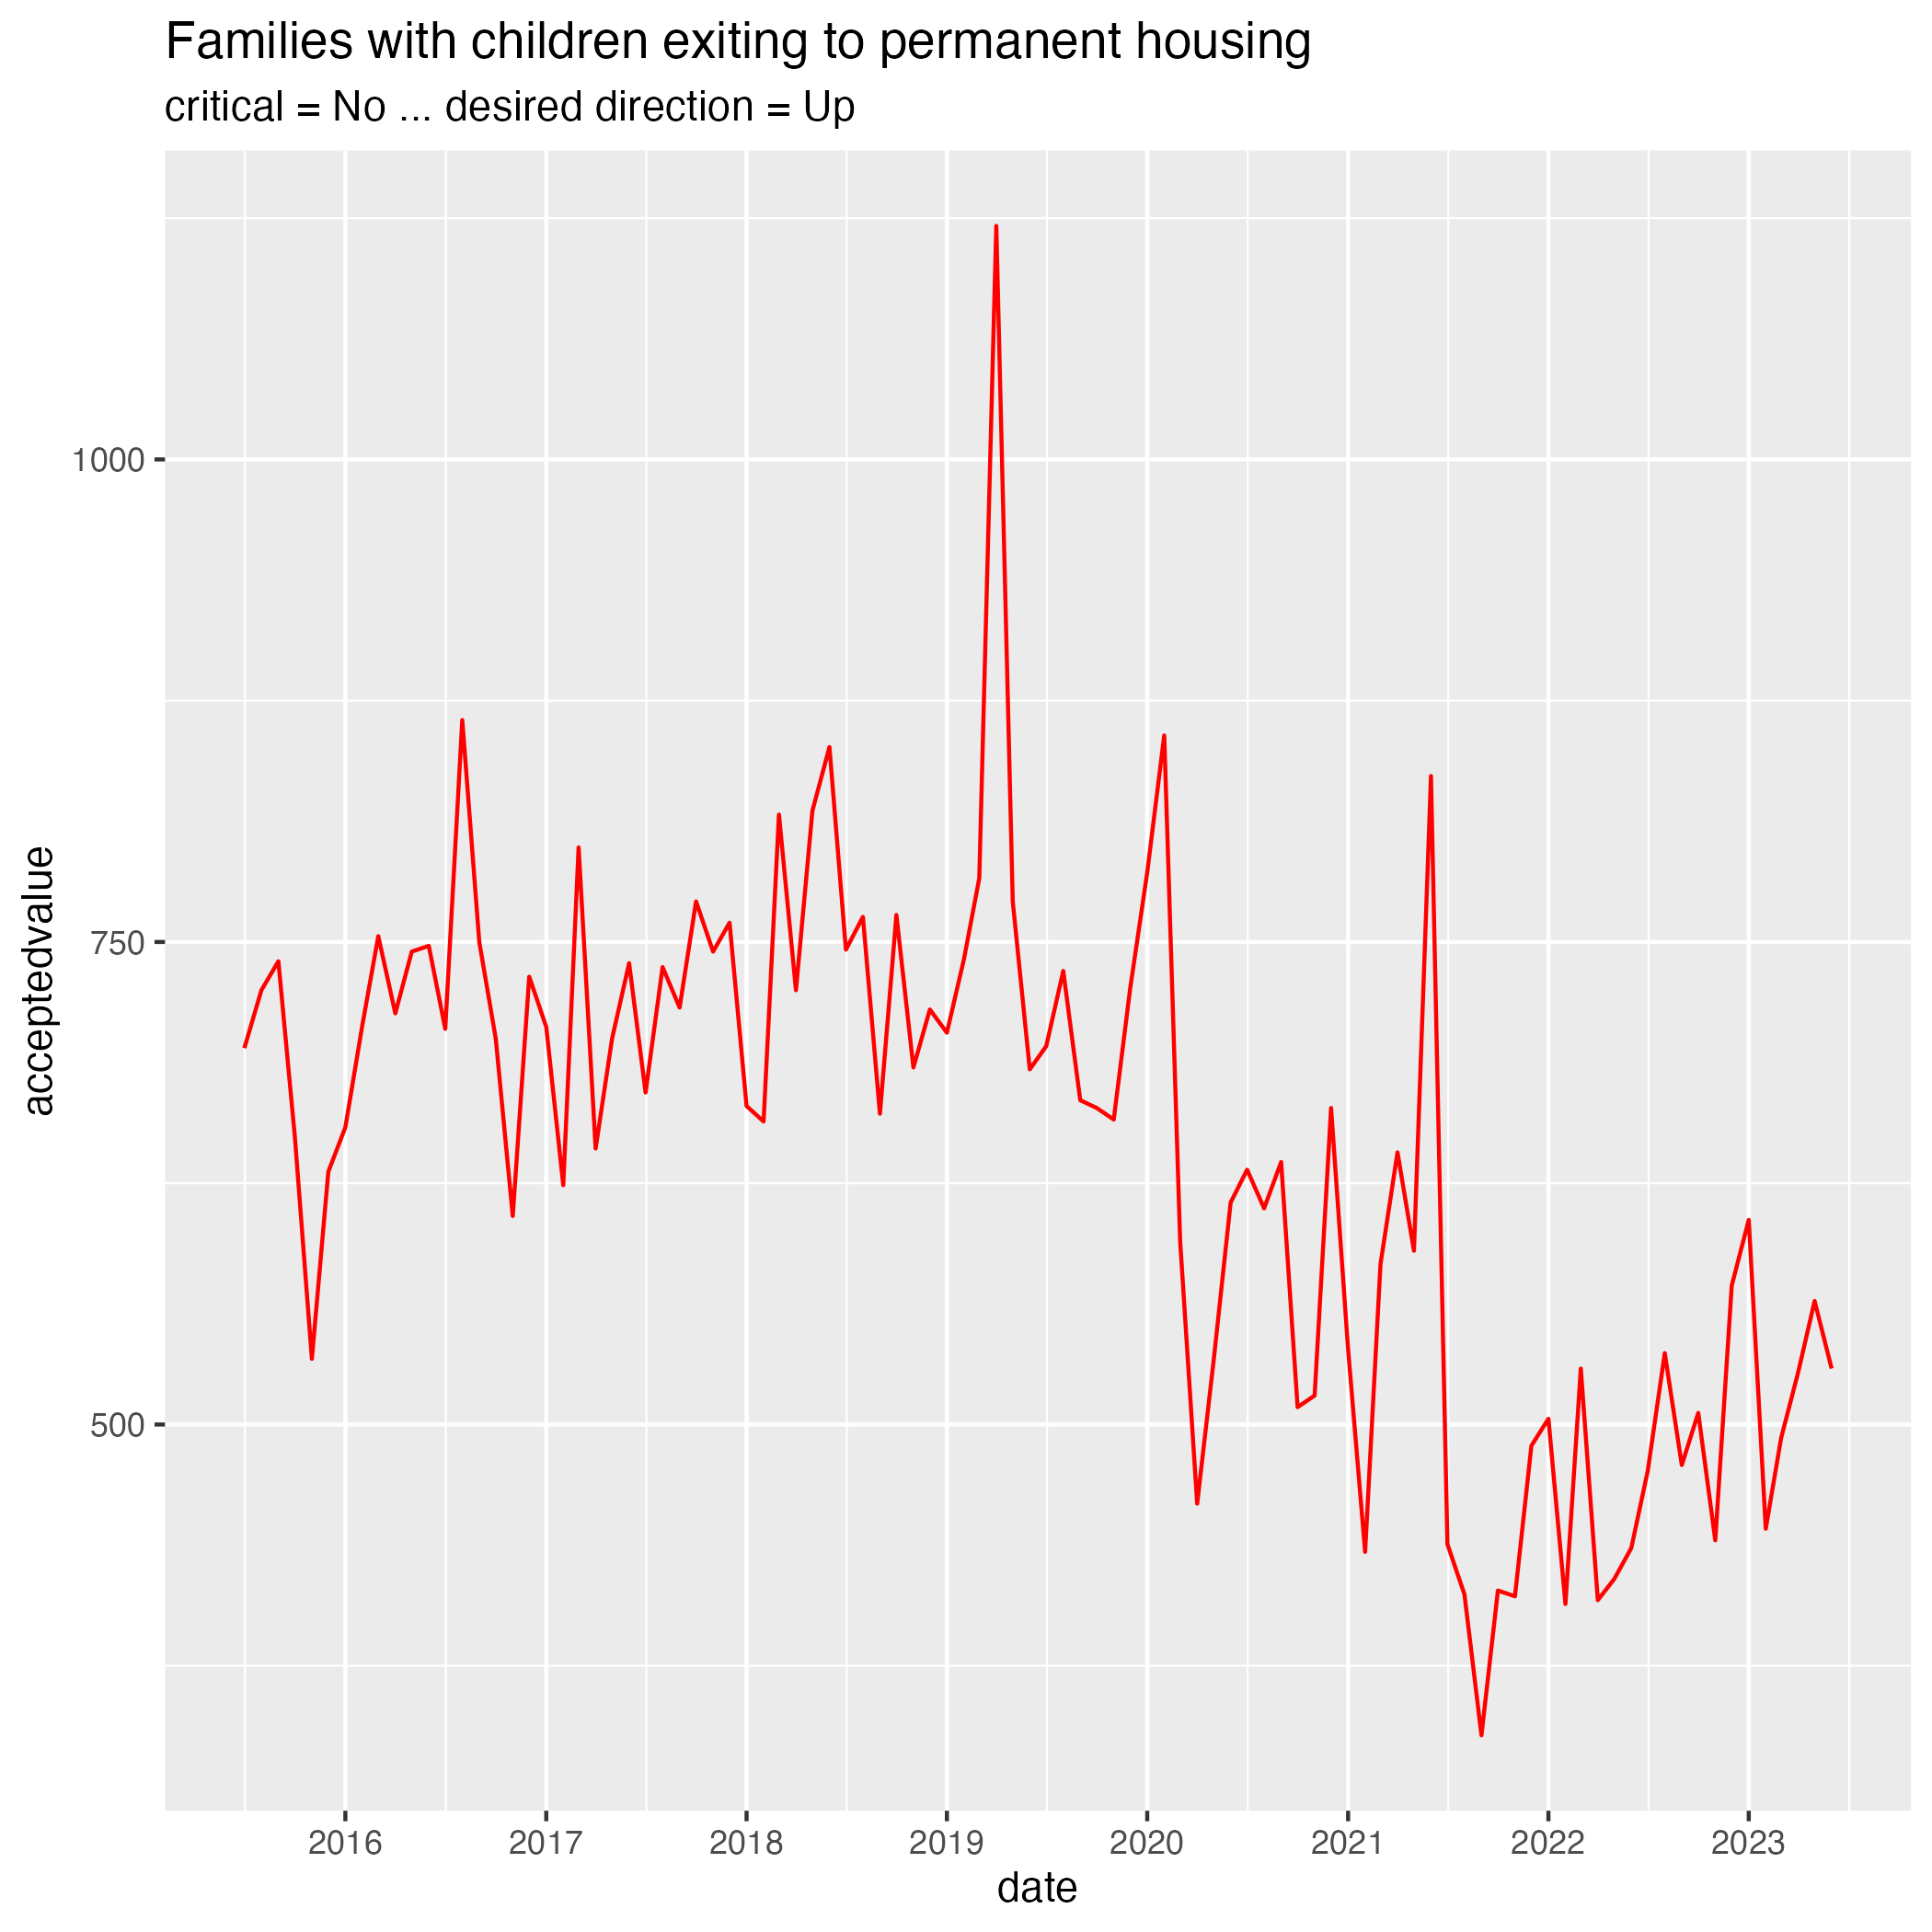 Families with children exiting to permanent housing
critical = No ... desired direction = Up
acceptedvalue
1000
750
500
2016 2017 2018 2019 2020 2021 2022 2023
date